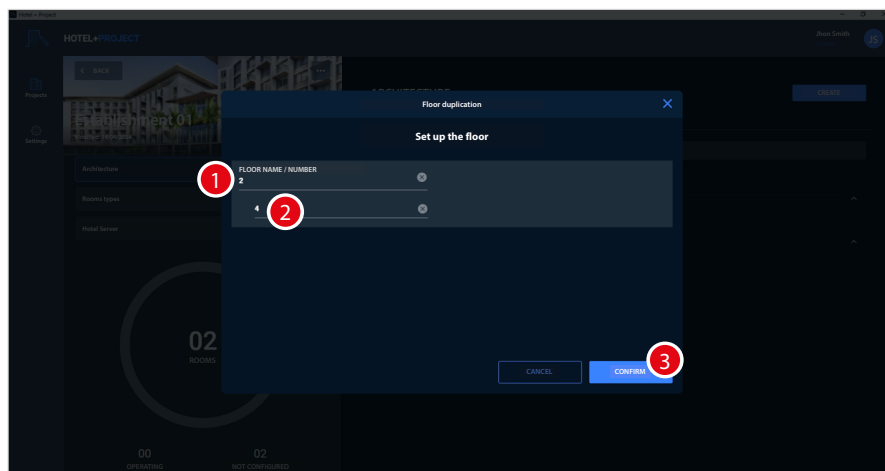 Hotel + Project
HOTEL+PROJECT
Jhon Smith
JS
BACK
Projects
ARCHITECTURE
CREATE
Floor duplication
Establishment 01
Settings
Set up the floor
Architecture
FLOOR NAME / NUMBER
1
2
Rooms types
4
2
Hotel Server
02
ROOMS
3
CANCEL
CONFIRM
00
02
OPERATING
NOT CONFIGURED